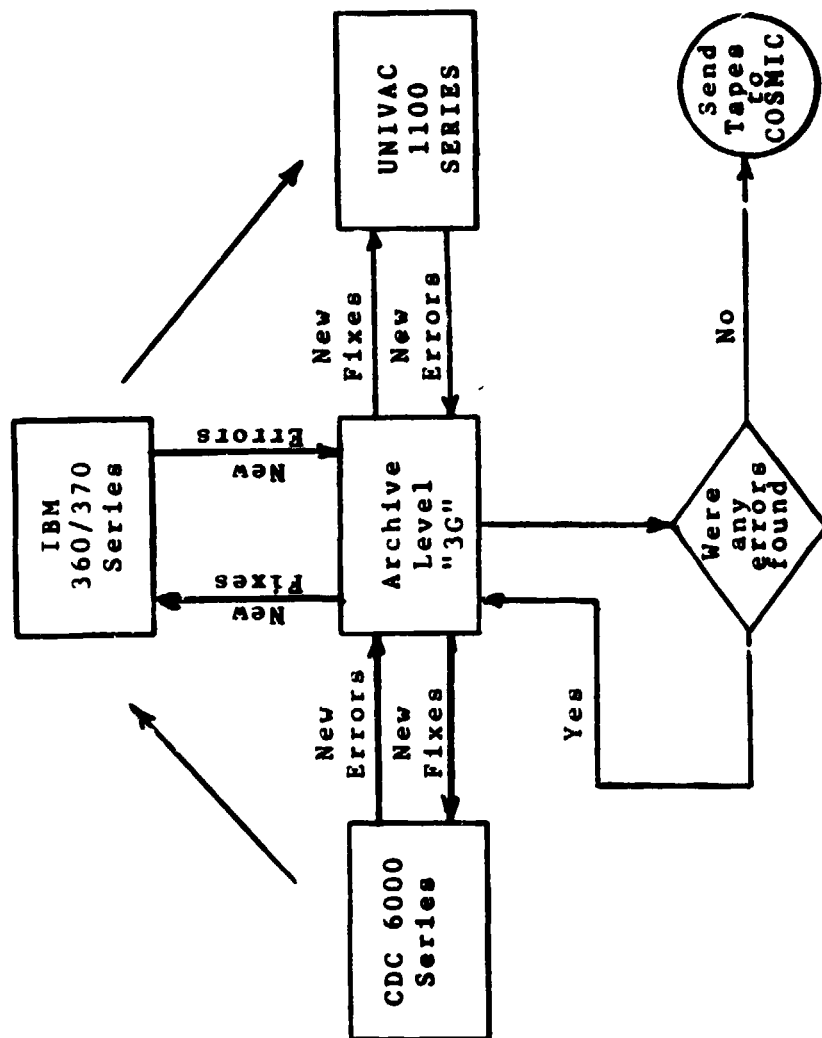 IBM
360/370
Series
New
Fixes
New
Errors
CDC 6000
Series
New
Errors
New
Fixes
Archive
Level
"3G"
New
Fixes
New
Errors
UNIVAC
1100
SERIES
Yes
Were
any
errors
found
No
Send
Tapes
to
COSMIC